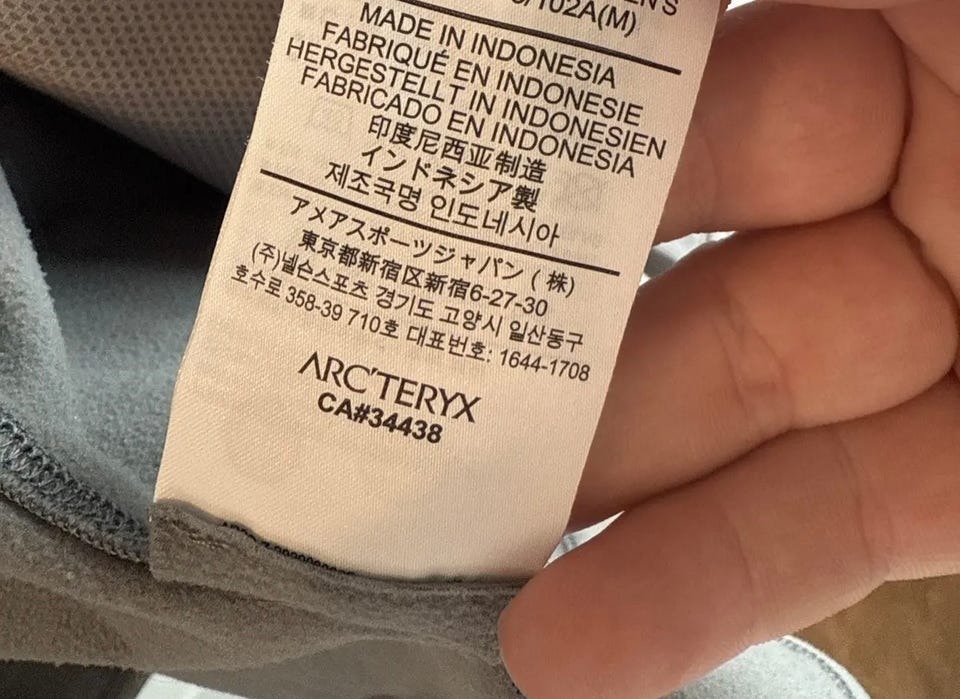 102A(M)
MADE IN INDONESIA
FABRIQUÉ EN INDONESIE
HERGESTELLT IN INDONESIEN
FABRICADO EN INDONESIA
印度尼西亚制造
インドネシア製
제조국명 인도네시아
アメアスポーツジャパン ( 株)
東京都新宿区新宿6-27-30
(주)넬슨스포츠 경기도 고양시 일산동구
호수로 358-39 710호 대표번호: 1644-1708
ARC'TERYX
CA#34438